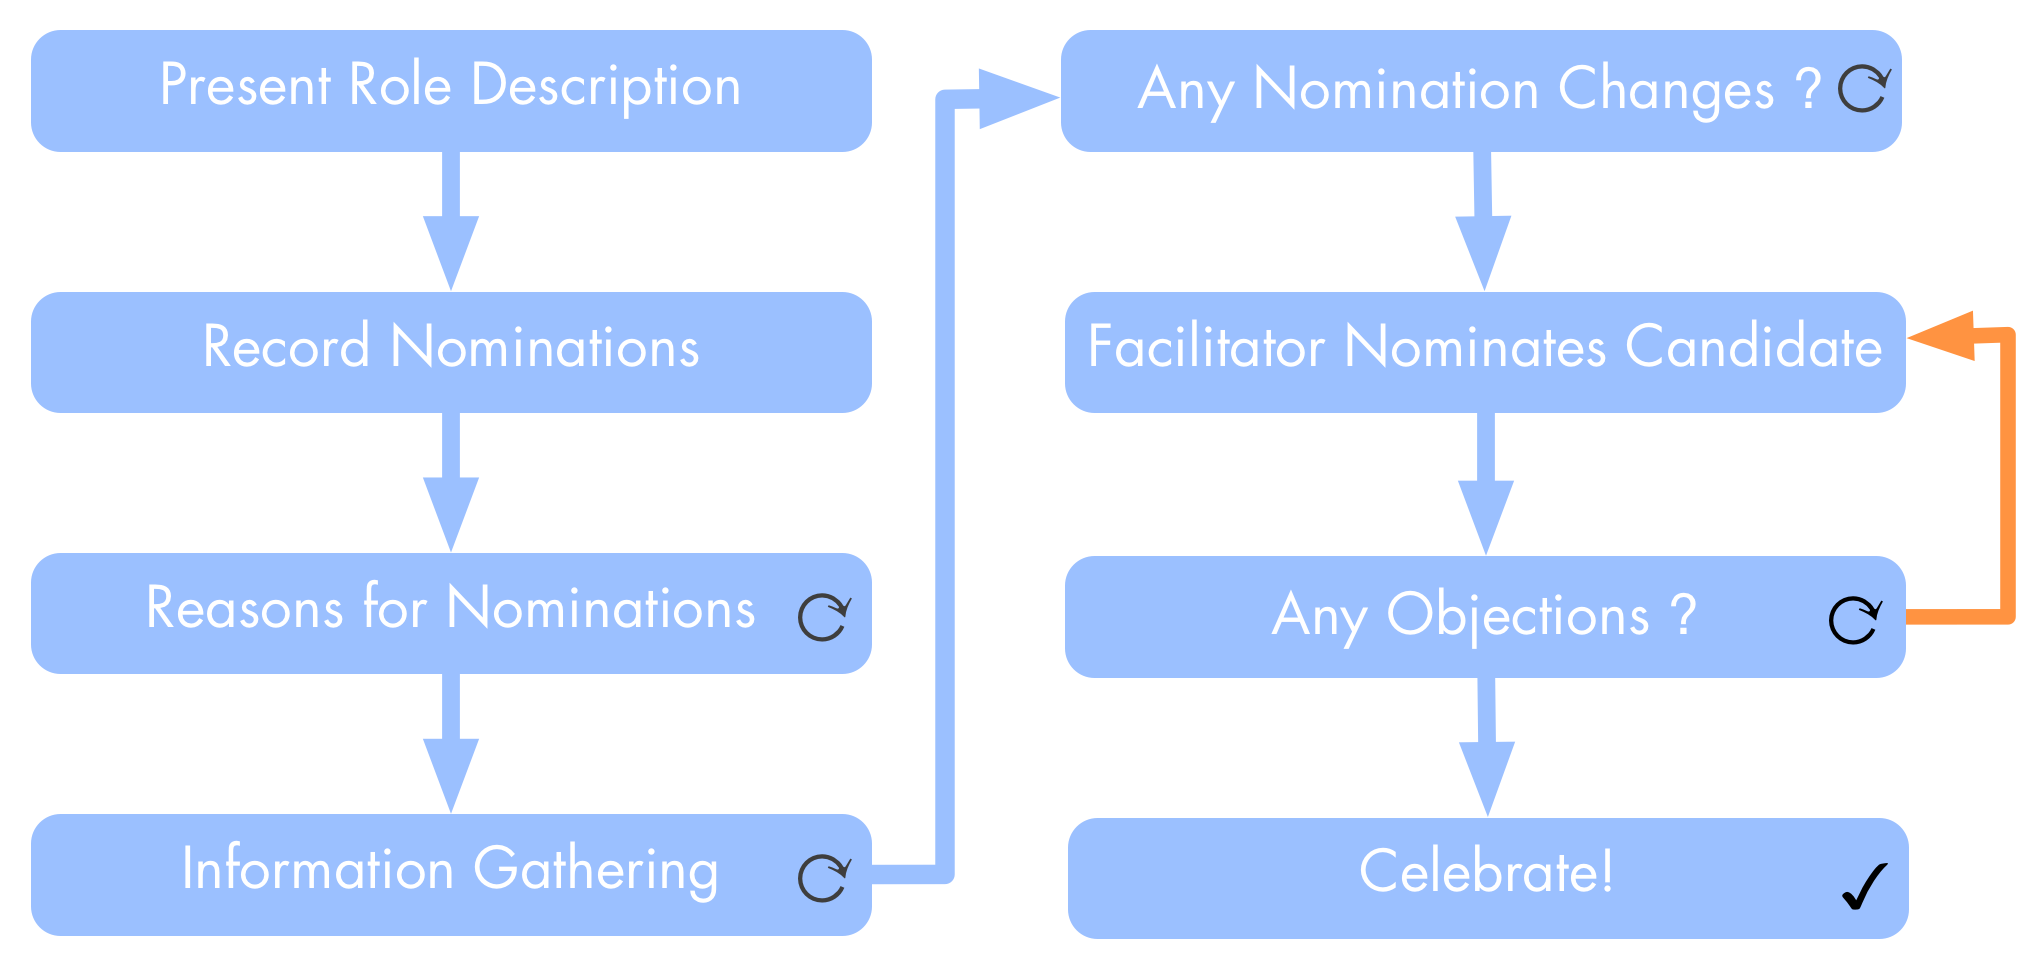 Present Role Description
Record Nominations
Reasons for Nominations
Information Gathering
Any Nomination Changes ?
Facilitator Nominates Candidate
Any Objections ?
Celebrate!